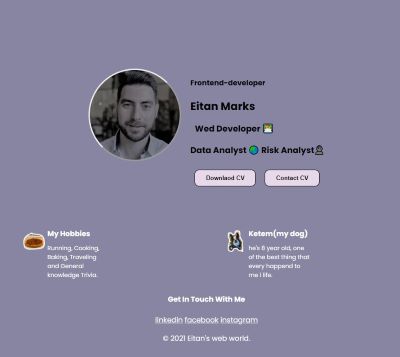 Frontend-developer
Eitan Marks
Wed Developer
Data Analyst Risk Analyst
Downlaod CV Contact CV
My Hobbies
Running, Cooking,
Baking, Traveling
and General
knowledge Trivia.
Ketem(my dog)
he's 8 year old, one
of the best thing that
every happend to
me i life.
Get In Touch With Me
linkedin facebook instagram
© 2021 Eitan's web world.